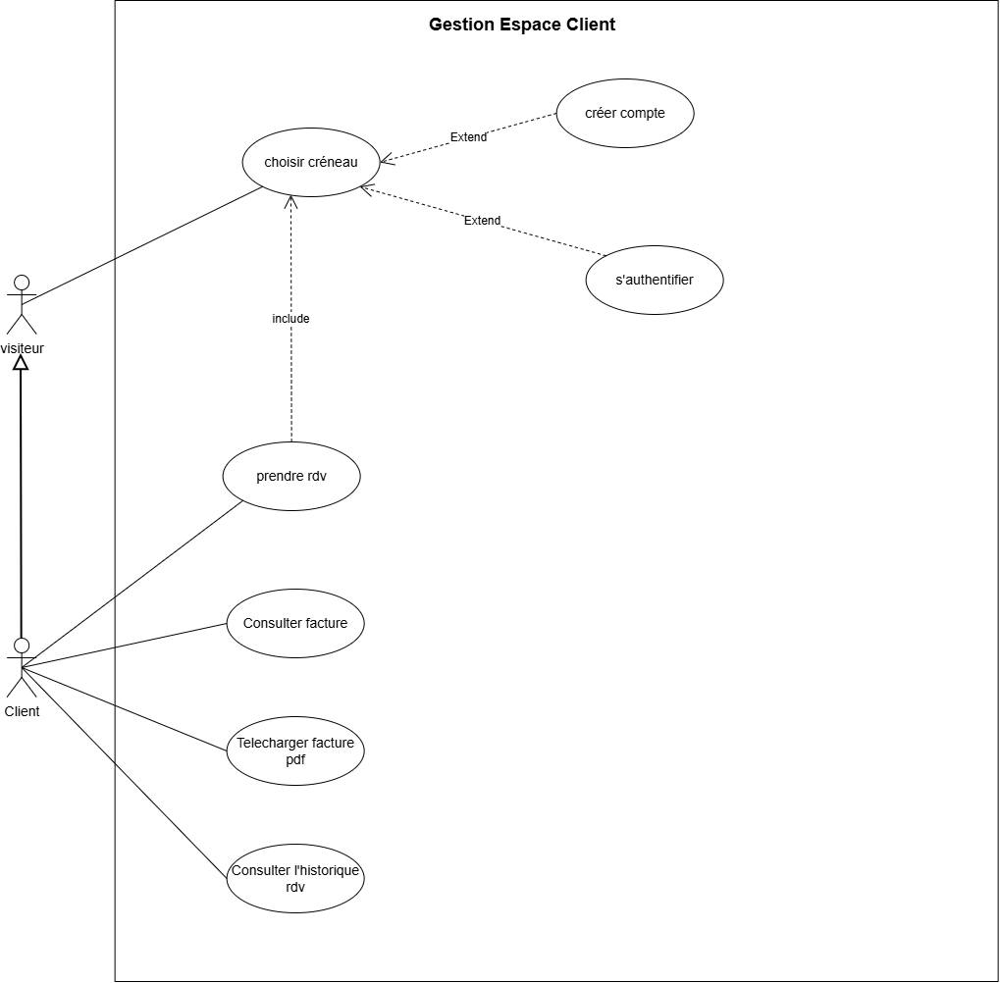 Gestion Espace Client
créer compte
Extend
choisir créneau
Extend
s'authentifier
include
visiteur
prendre rdv
Consulter facture
Client
Telecharger facture
pdf
Consulter l'historique
rdv